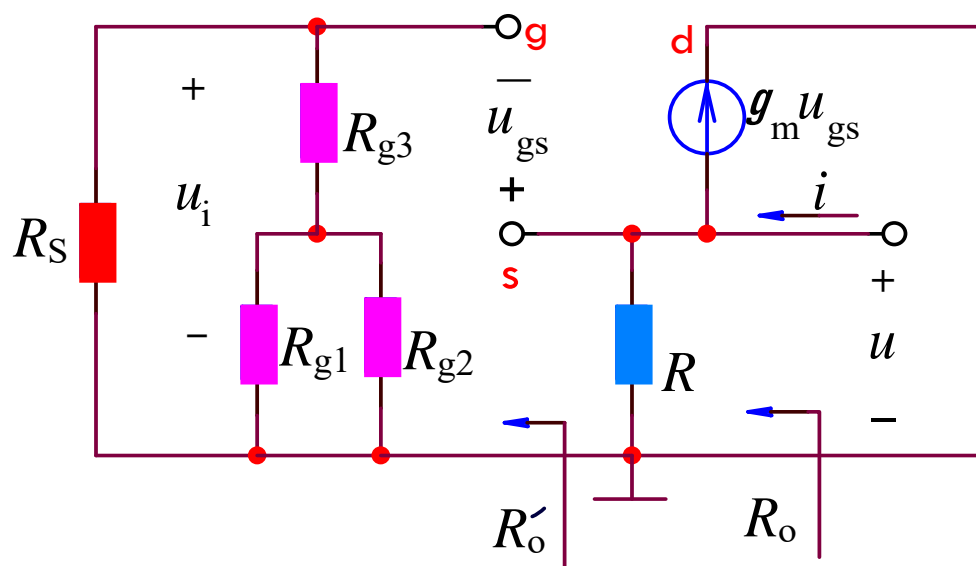 g
d
+
−
g_m u_gs
R_g3
u_gs
u_i
+
i
R_S
s
+
−
R_g1
R_g2
R
u
−
R_o′
R_o